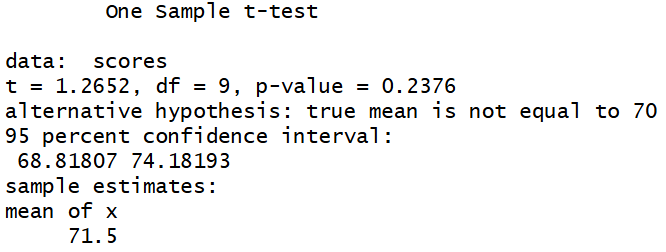 One Sample t-test
data:  scores
t = 1.2652, df = 9, p-value = 0.2376
alternative hypothesis: true mean is not equal to 70
95 percent confidence interval:
68.81807 74.18193
sample estimates:
mean of x
71.5